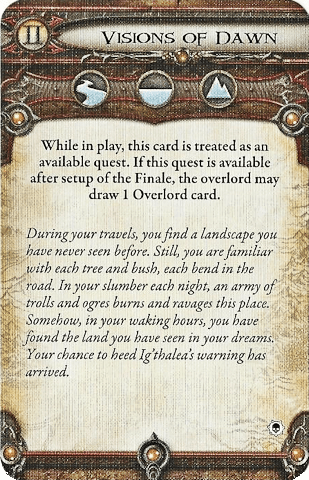 II
VISIONS OF DAWN
While in play, this card is treated as an
available quest. If this quest is available
after setup of the Finale, the overlord may
draw 1 Overlord card.
During your travels, you find a landscape you
have never seen before. Still, you are familiar
with each tree and bush, each bend in the
road. In your slumber each night, an army of
trolls and ogres burns and ravages this place.
Somehow, in your waking hours, you have
found the land you have seen in your dreams.
Your chance to heed Ig'thalea's warning has
arrived.